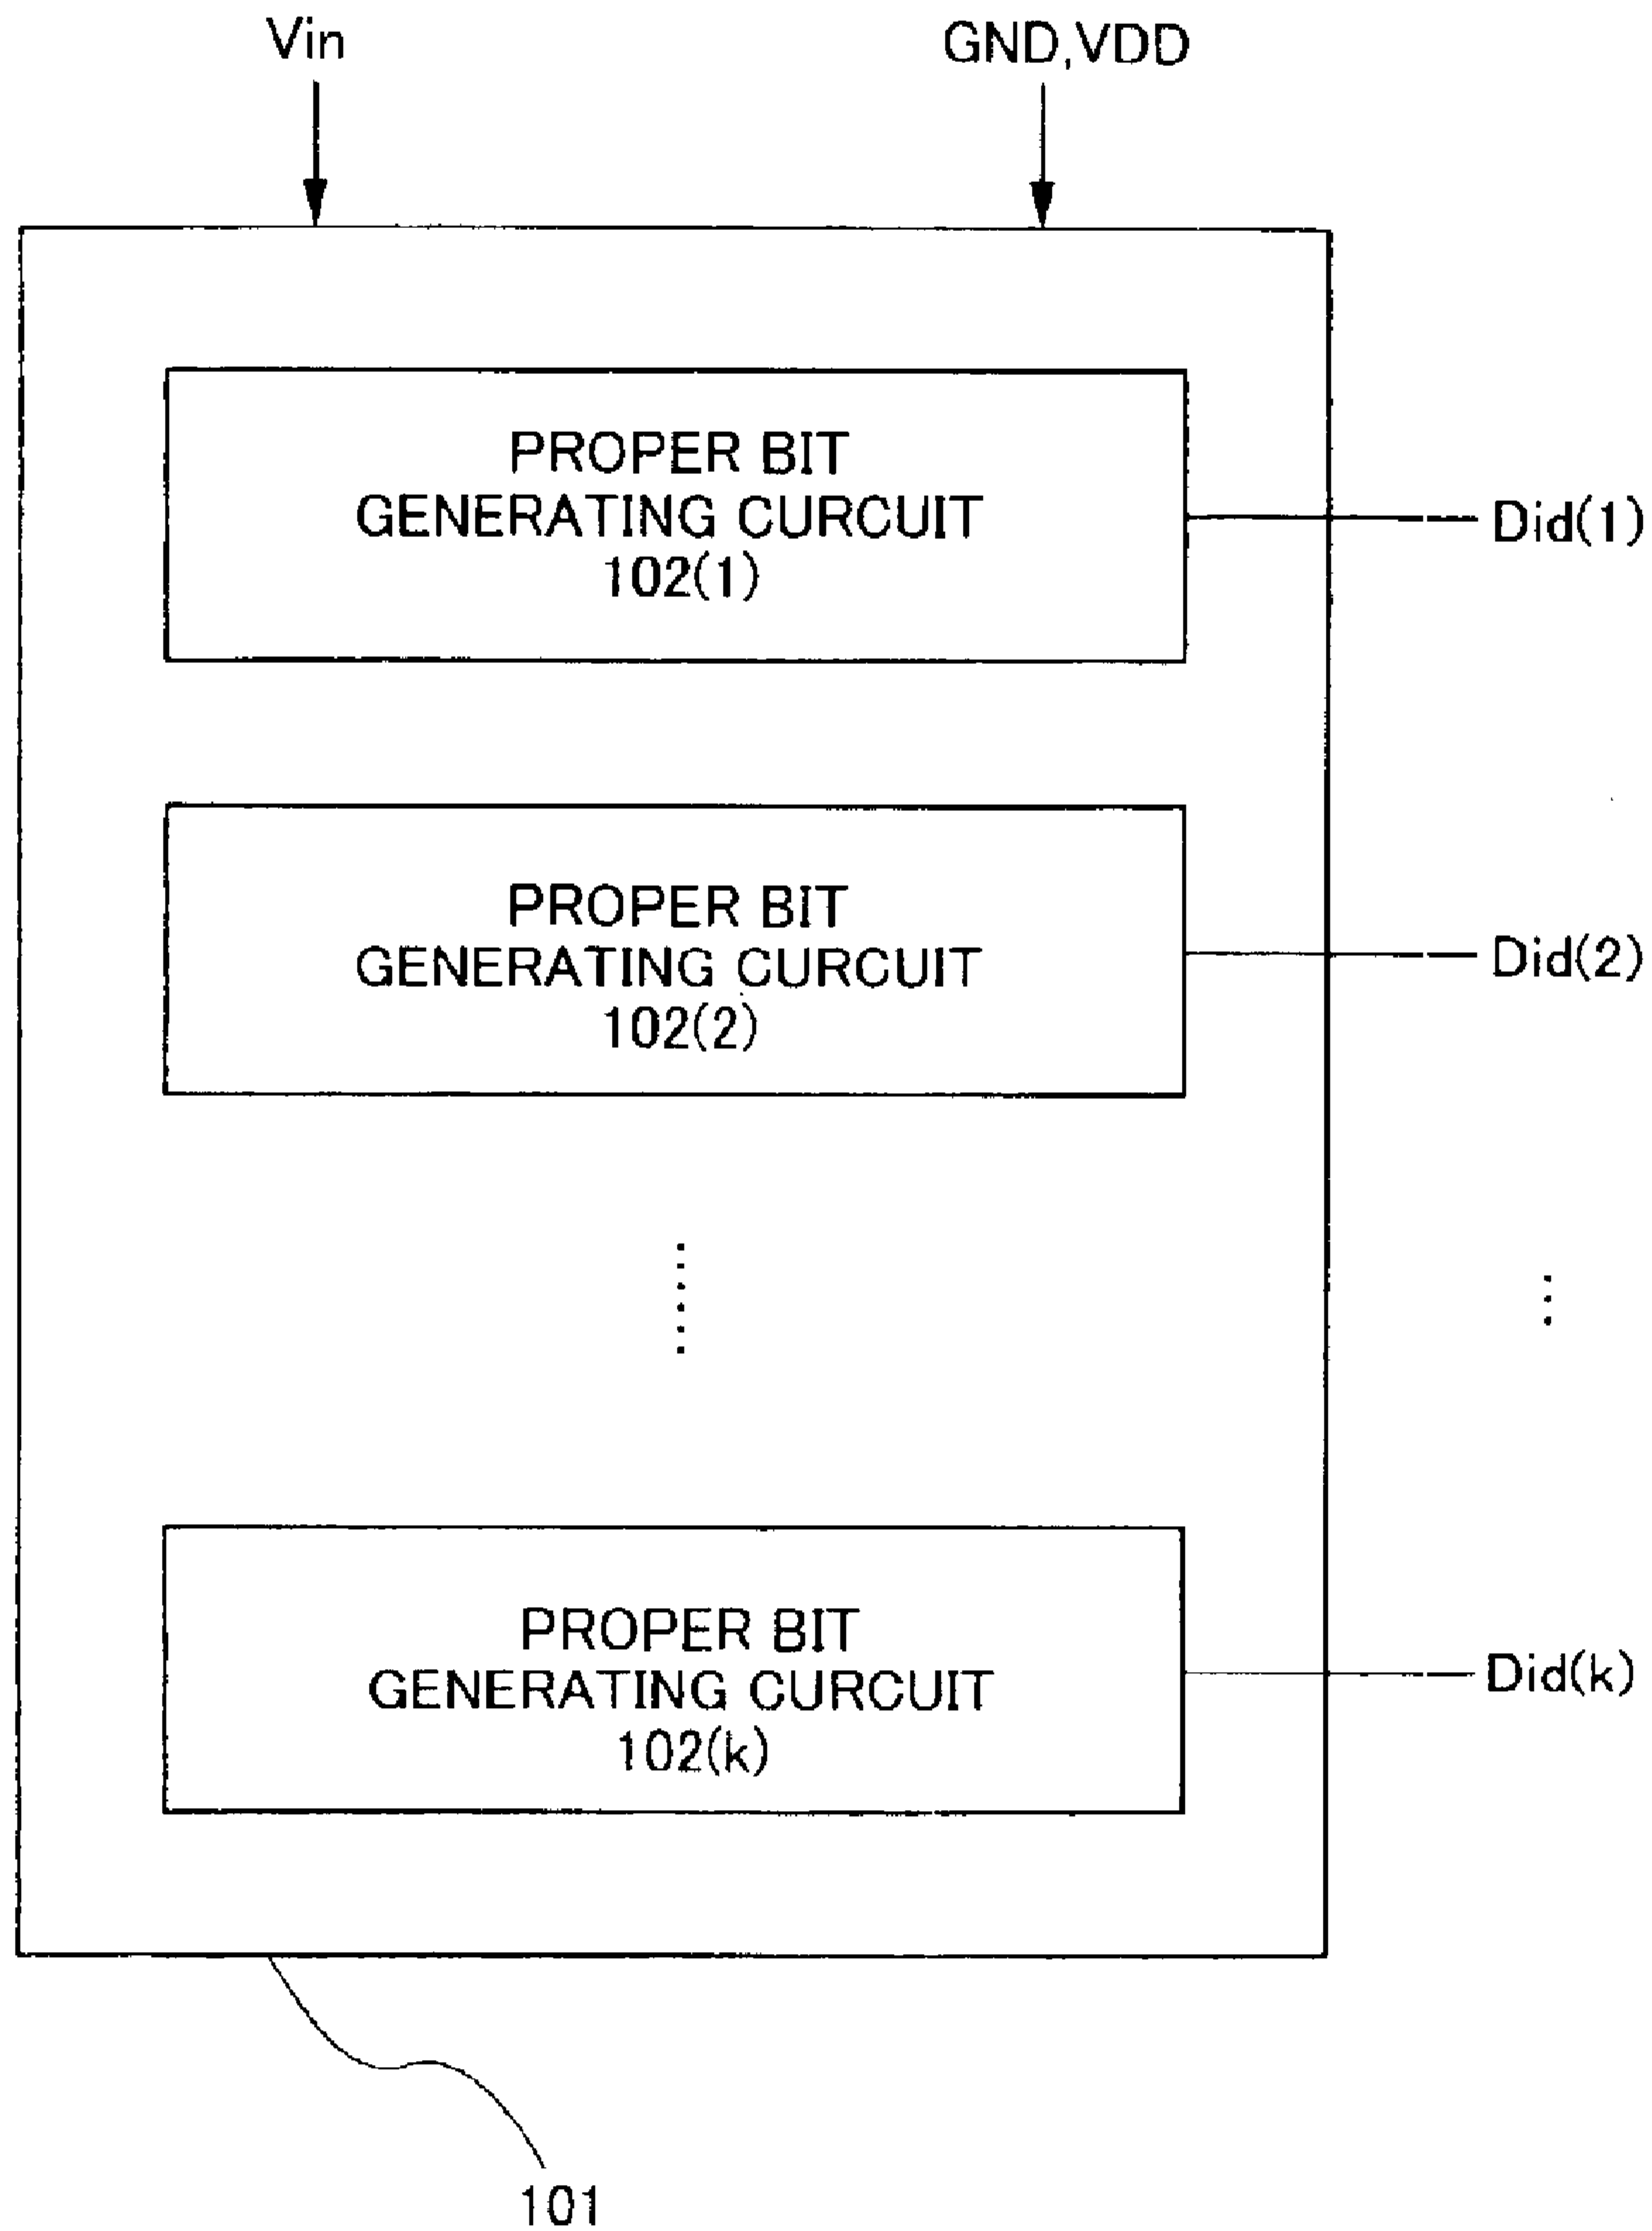 Vin
GND,VDD
PROPER BIT
GENERATING CURCUIT
102(1)
Did(1)
PROPER BIT
GENERATING CURCUIT
102(2)
Did(2)
PROPER BIT
GENERATING CURCUIT
102(k)
Did(k)
101